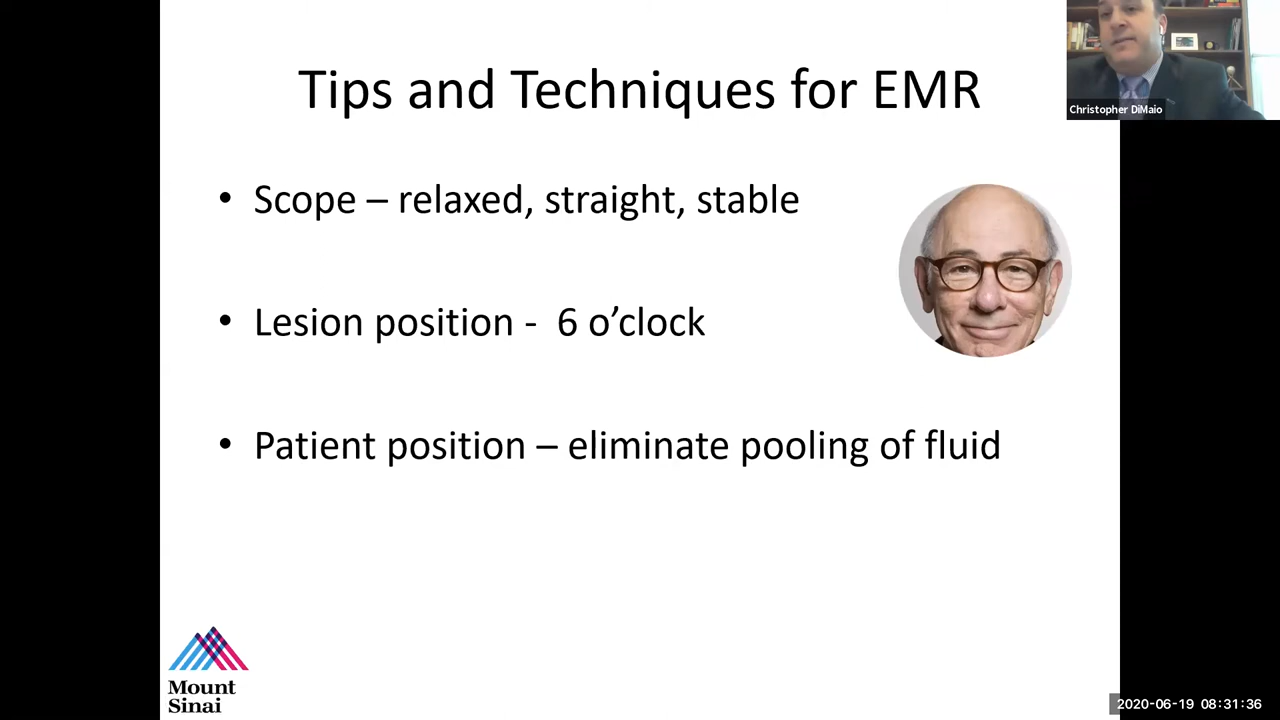 Tips and Techniques for EMR
Christopher DiMaio
• Scope – relaxed, straight, stable
• Lesion position -  6 o’clock
• Patient position – eliminate pooling of fluid
Mount
Sinai
2020-06-19 08:31:36